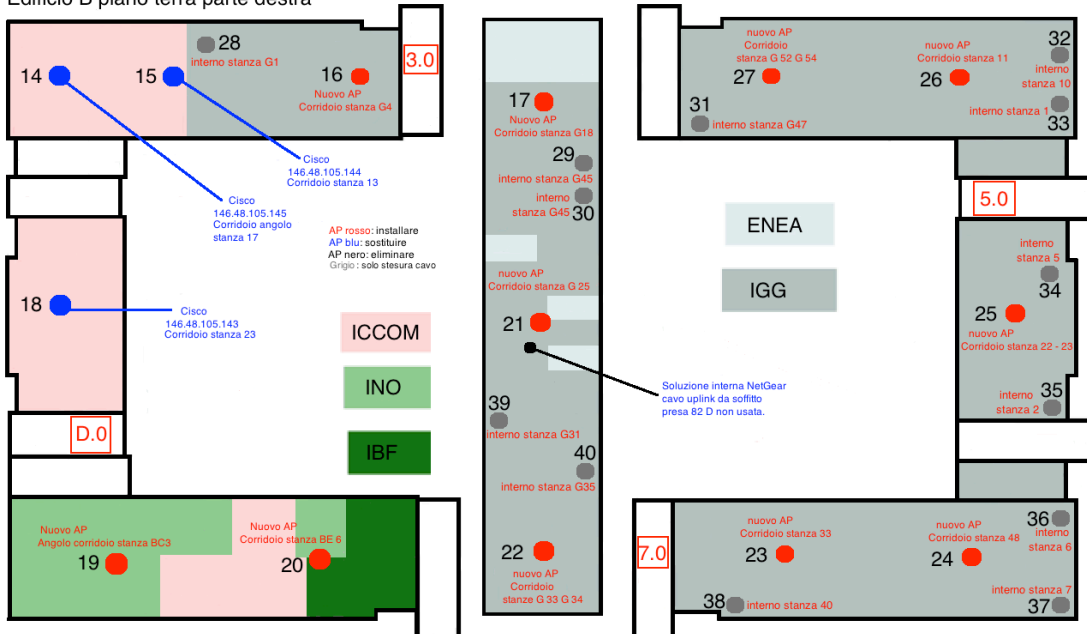 Edificio B piano terra parte destra
14
15
28
interno stanza G1
16
Nuovo AP
Corridoio stanza G4
3.0
Cisco
146.48.105.144
Corridoio stanza 13
Cisco
146.48.105.145
Corridoio angolo
stanza 17
AP rosso: installare
AP blu: sostituire
AP nero: eliminare
Grigio : solo stesura cavo
18
Cisco
146.48.105.143
Corridoio stanza 23
ICCOM
INO
IBF
D.0
Nuovo AP
Angolo corridoio stanza BC3
19
Nuovo AP
Corridoio stanza BE 6
20
17
Nuovo AP
Corridoio stanza G18
29
interno stanza G45
interno
stanza G45
30
nuovo AP
Corridoio stanza G 25
21
Soluzione interna NetGear
cavo uplink da soffitto
presa 82 D non usata.
39
interno stanza G31
40
interno stanza G35
22
nuovo AP
Corridoio
stanze G 33 G 34
ENEA
IGG
nuovo AP
Corridoio
stanza G 52 G 54
27
nuovo AP
Corridoio stanza 11
26
32
interno
stanza 10
31
interno stanza G47
interno stanza 1
33
5.0
interno
stanza 5
34
25
nuovo AP
Corridoio stanza 22 - 23
35
interno
stanza 2
7.0
nuovo AP
Corridoio stanza 33
23
nuovo AP
Corridoio stanza 48
24
36
interno
stanza 6
38
interno stanza 40
interno stanza 7
37